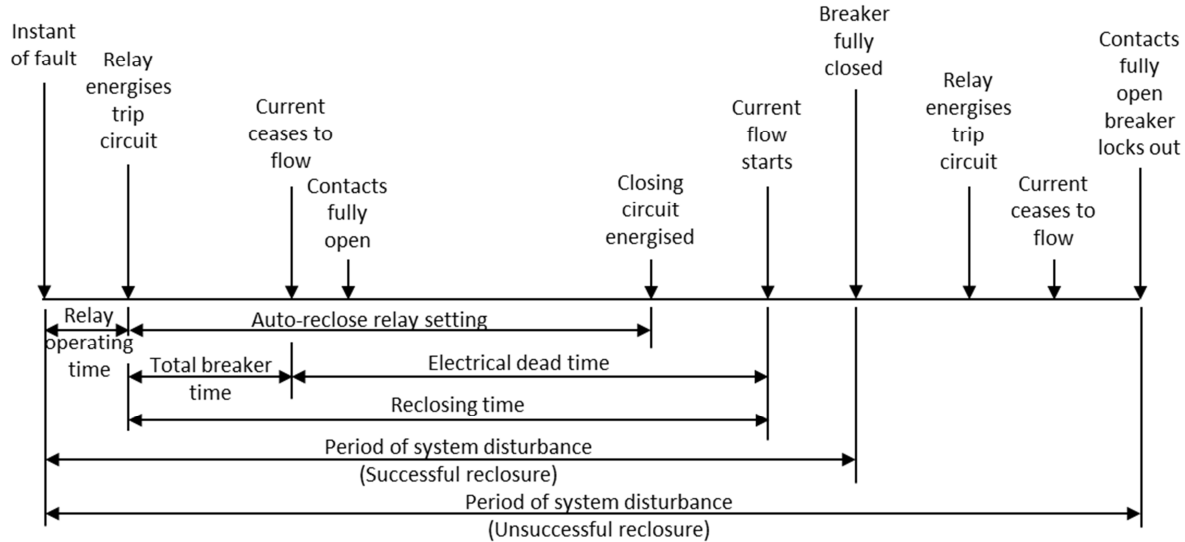 Instant
of fault
Relay
energises
trip
circuit
Current
ceases to
flow
Contacts
fully
open
Closing
circuit
energised
Current
flow
starts
Breaker
fully
closed
Relay
energises
trip
circuit
Current
ceases to
flow
Contacts
fully
open
breaker
locks out
Relay
operating
time
Auto-reclose relay setting
Total breaker
time
Electrical dead time
Reclosing time
Period of system disturbance
(Successful reclosure)
Period of system disturbance
(Unsuccessful reclosure)